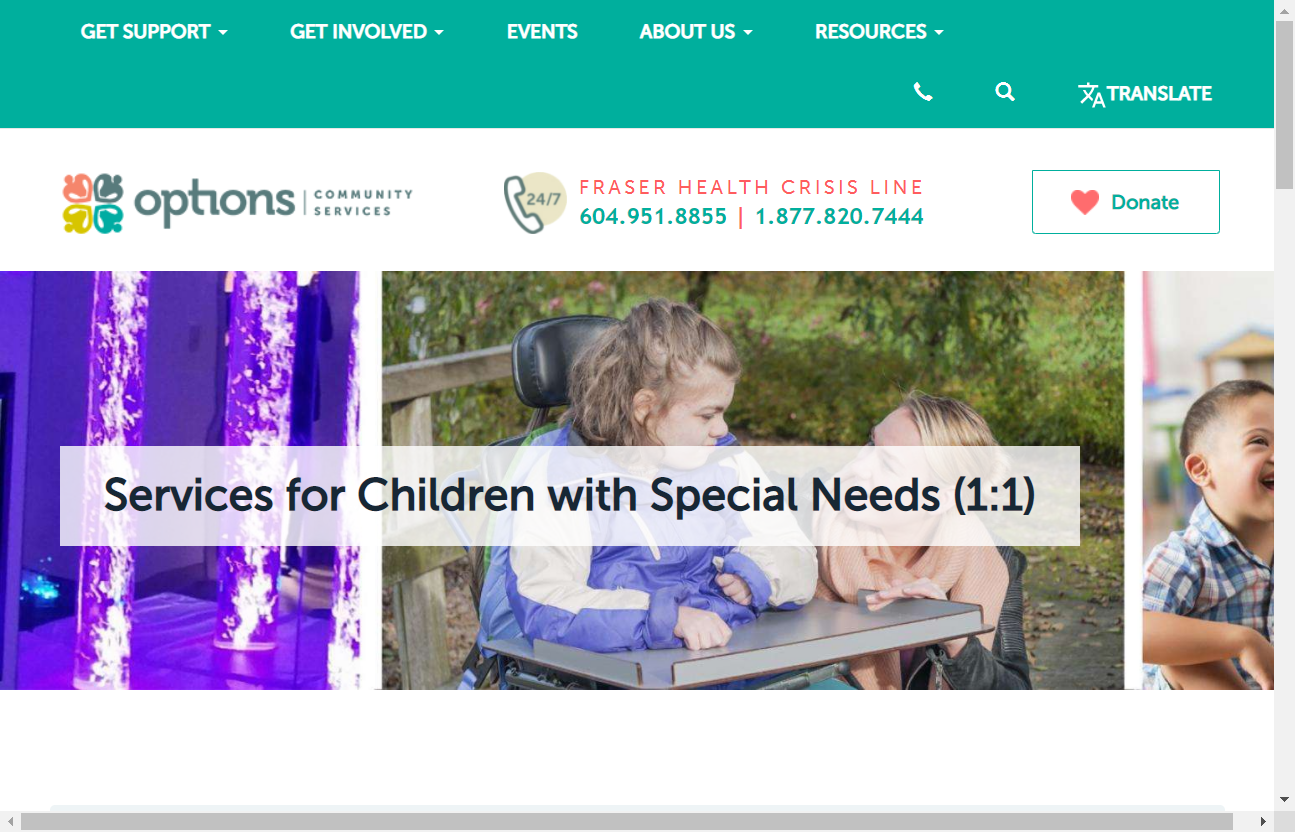 GET SUPPORT
GET INVOLVED
EVENTS
ABOUT US
RESOURCES
TRANSLATE
options | COMMUNITY SERVICES
24/7
FRASER HEALTH CRISIS LINE
604.951.8855 | 1.877.820.7444
Donate
Services for Children with Special Needs (1:1)